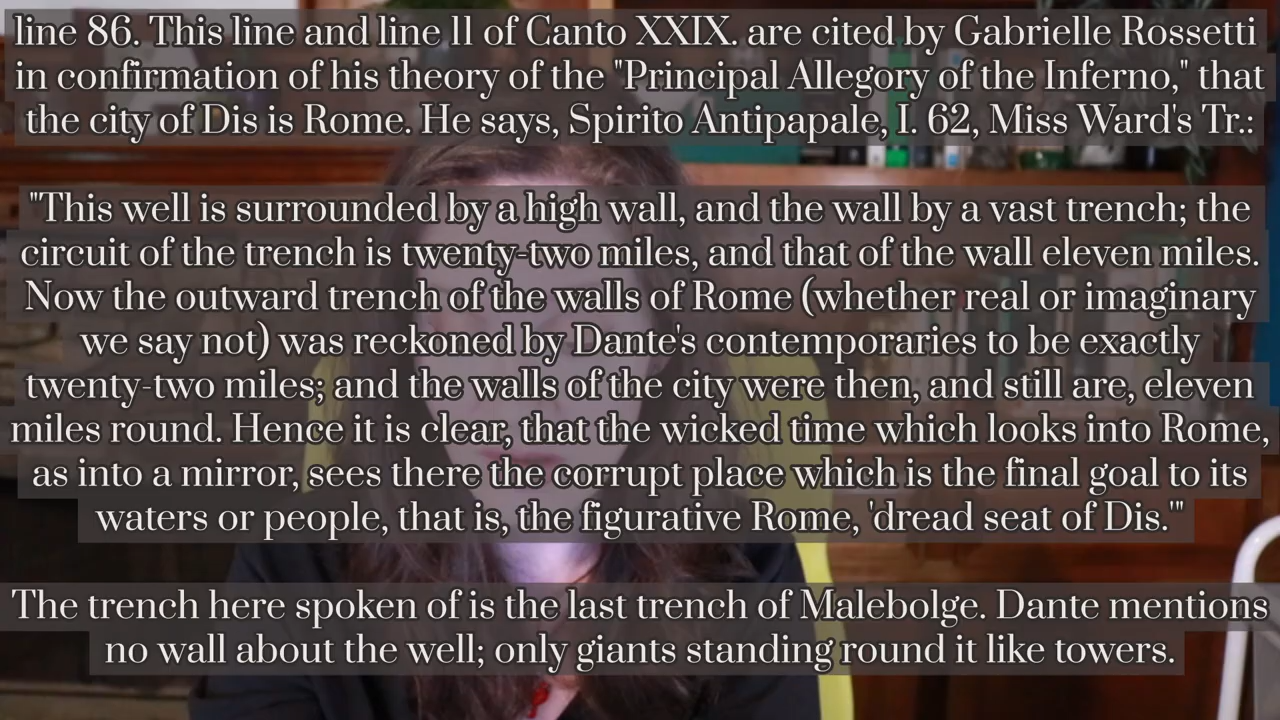 line 86. This line and line 11 of Canto XXIX. are cited by Gabrielle Rossetti
in confirmation of his theory of the "Principal Allegory of the Inferno," that
the city of Dis is Rome. He says, Spirito Antipapale, I. 62, Miss Ward's Tr.:
"This well is surrounded by a high wall, and the wall by a vast trench; the
circuit of the trench is twenty-two miles, and that of the wall eleven miles.
Now the outward trench of the walls of Rome (whether real or imaginary
we say not) was reckoned by Dante's contemporaries to be exactly
twenty-two miles; and the walls of the city were then, and still are, eleven
miles round. Hence it is clear, that the wicked time which looks into Rome,
as into a mirror, sees there the corrupt place which is the final goal to its
waters or people, that is, the figurative Rome, 'dread seat of Dis.'"
The trench here spoken of is the last trench of Malebolge. Dante mentions
no wall about the well; only giants standing round it like towers.